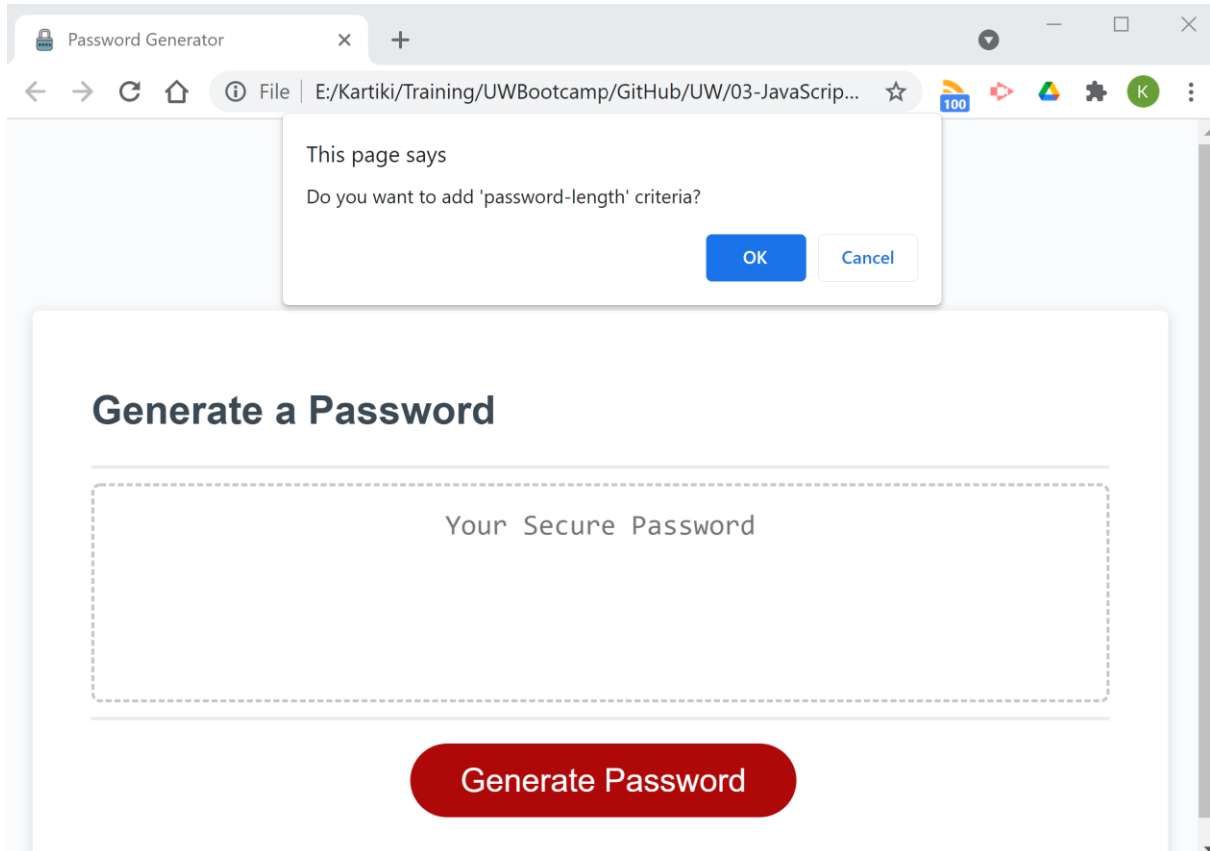 Password Generator
File E:/Kartiki/Training/UWBootcamp/GitHub/UW/03-JavaScrip...
100
K
This page says
Do you want to add 'password-length' criteria?
OK Cancel
Generate a Password
Your Secure Password
Generate Password